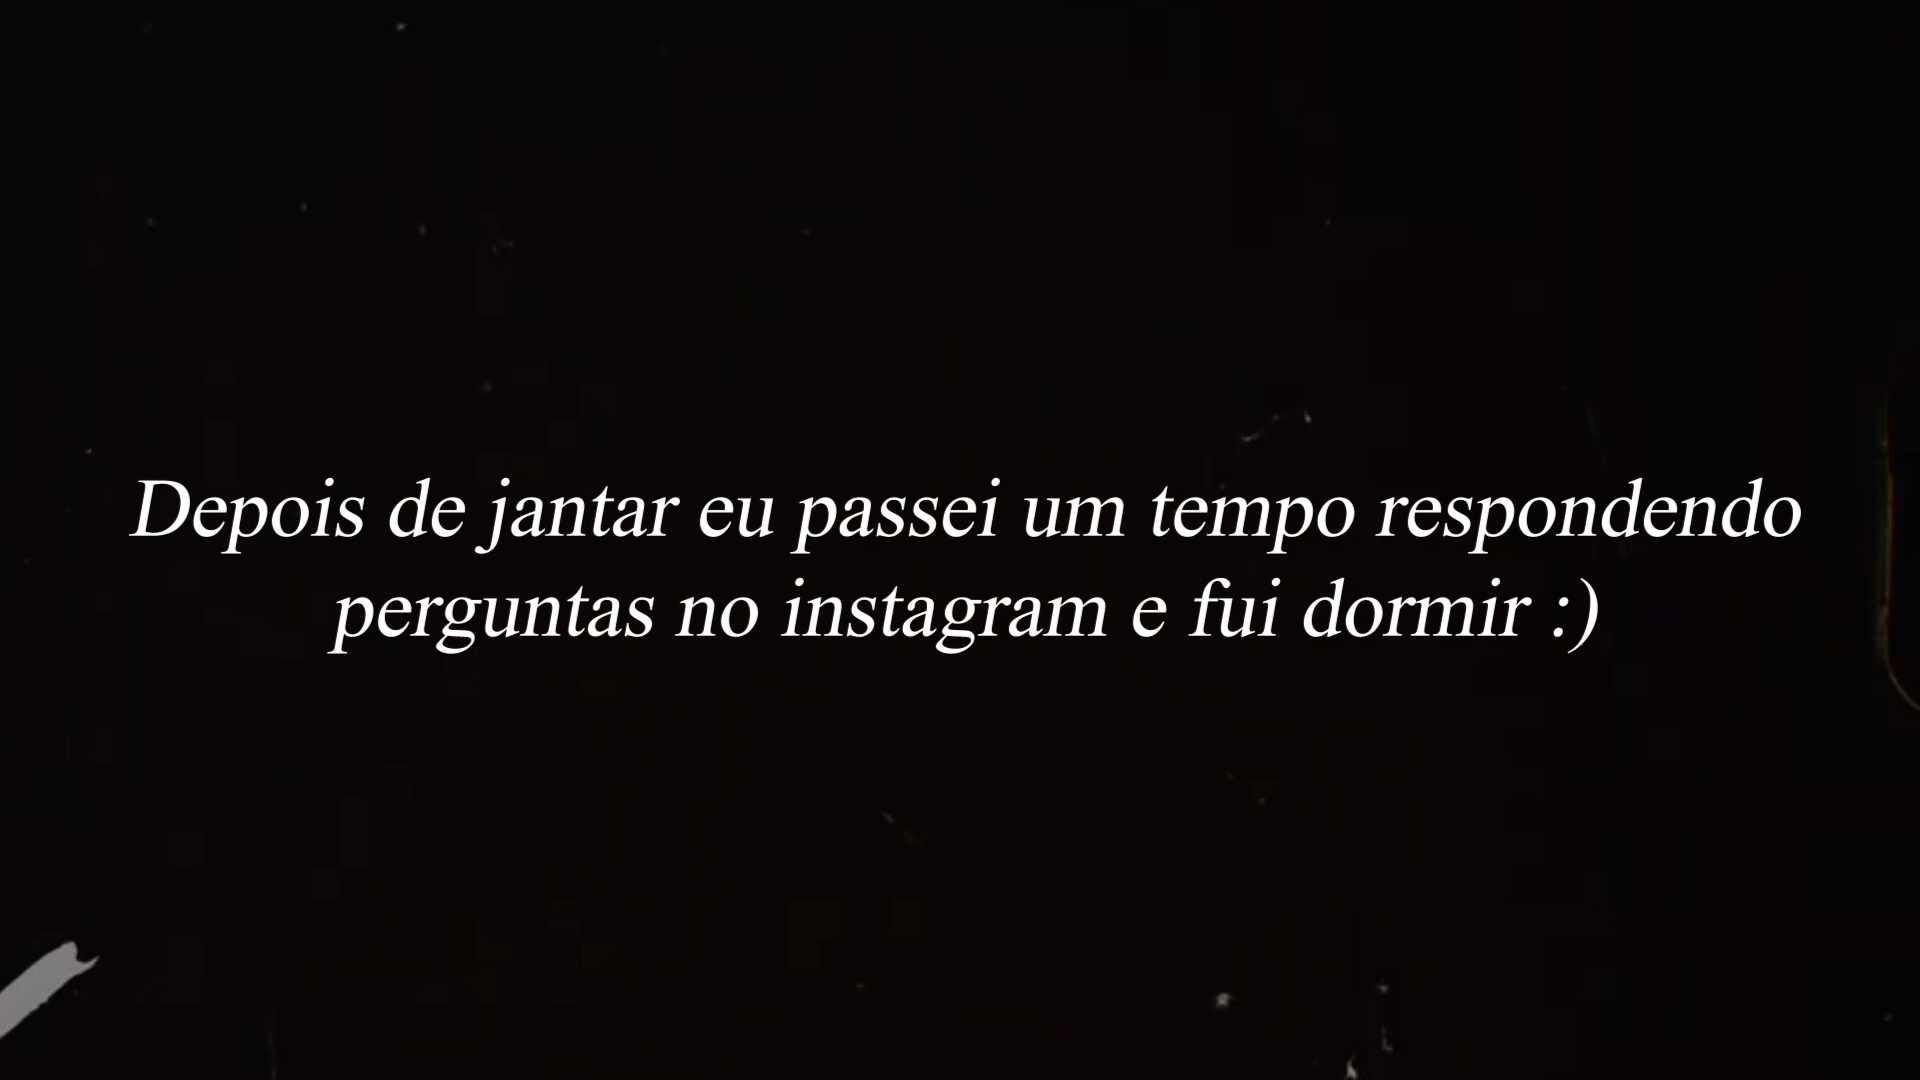 Depois de jantar eu passei um tempo respondendo
perguntas no instagram e fui dormir :)